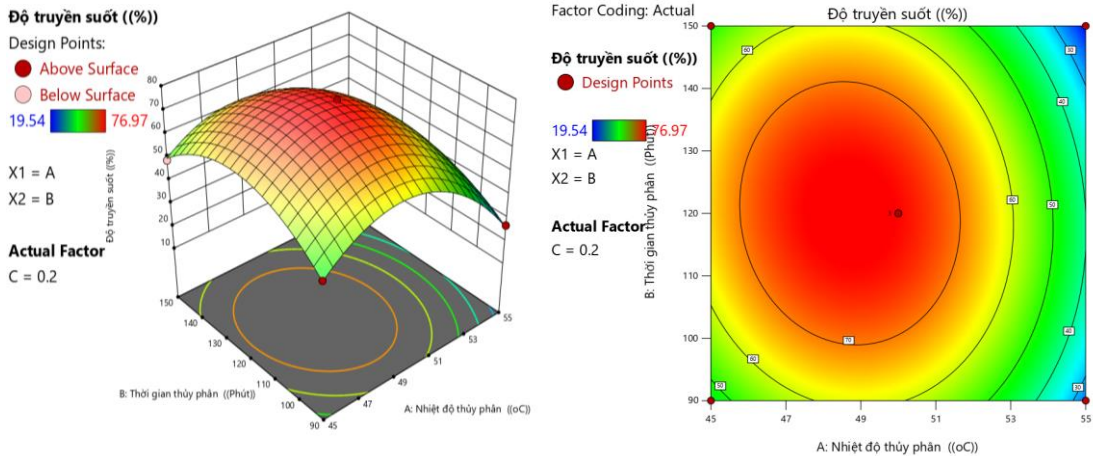 Độ truyền suốt ((%))
Design Points:
Above Surface
Below Surface
19.54 76.97
X1 = A
X2 = B
Actual Factor
C = 0.2
Độ truyền suốt ((%))
80
70
60
50
40
30
20
10
150
140
130
120
110
100
90
45
47
49
51
53
55
B: Thời gian thủy phân ((Phút))
A: Nhiệt độ thủy phân ((oC))
Factor Coding: Actual
Độ truyền suốt ((%))
Design Points
19.54 76.97
X1 = A
X2 = B
Actual Factor
C = 0.2
Độ truyền suốt ((%))
B: Thời gian thủy phân ((Phút))
150
140
130
120
110
100
90
60
30
40
60
50
70
60
40
50
30
45
47
49
51
53
55
A: Nhiệt độ thủy phân ((oC))